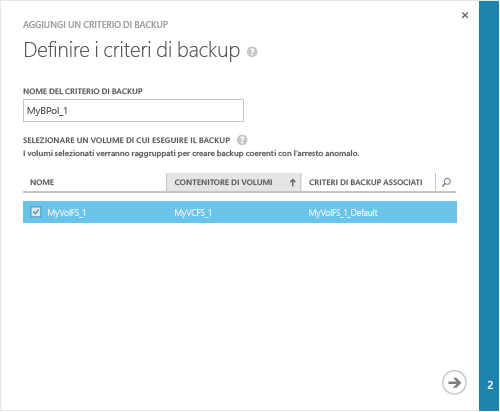 AGGIUNGI UN CRITERIO DI BACKUP
Definire i criteri di backup ?
NOME DEL CRITERIO DI BACKUP
MyBPol_1
SELEZIONARE UN VOLUME DI CUI ESEGUIRE IL BACKUP ?
I volumi selezionati verranno raggruppati per creare backup coerenti con l'arresto anomalo.
NOME CONTENITORE DI VOLUMI CRITERI DI BACKUP ASSOCIATI
MyVolFS_1 MyVCFS_1 MyVolFS_1_Default
2